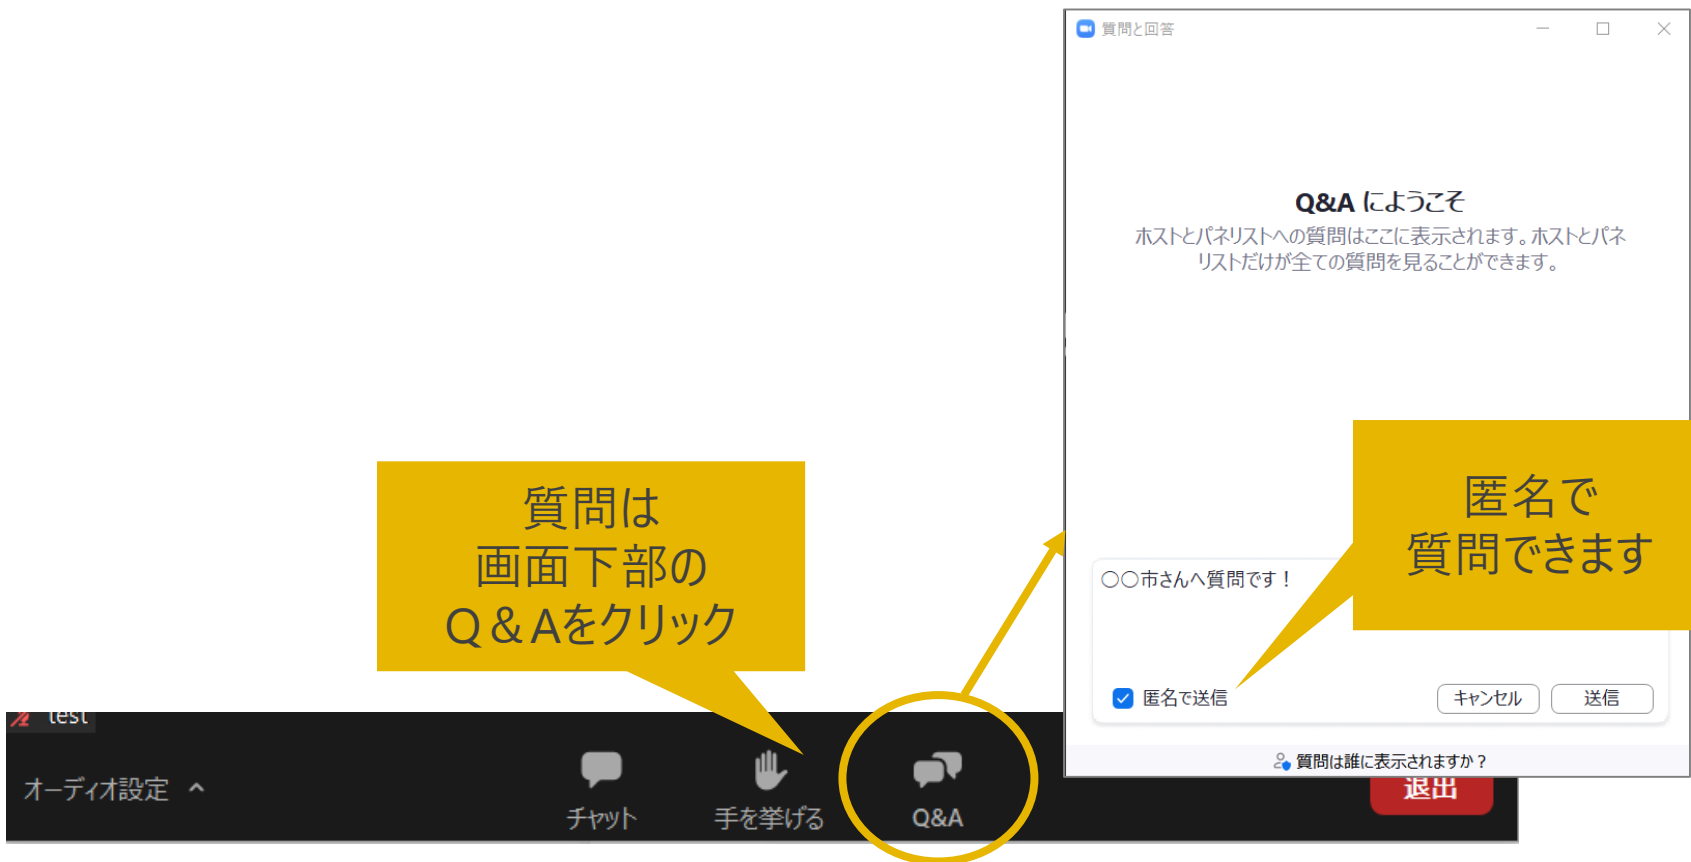 質問と回答
Q&A にようこそ
ホストとパネリストへの質問はここに表示されます。ホストとパネ
リストだけが全ての質問を見ることができます。
匿名で
質問できます
〇〇市さんへ質問です！
匿名で送信
キャンセル
送信
質問は誰に表示されますか？
質問は
画面下部の
Q＆Aをクリック
test
オーディオ設定
チャット
手を挙げる
Q&A
退出